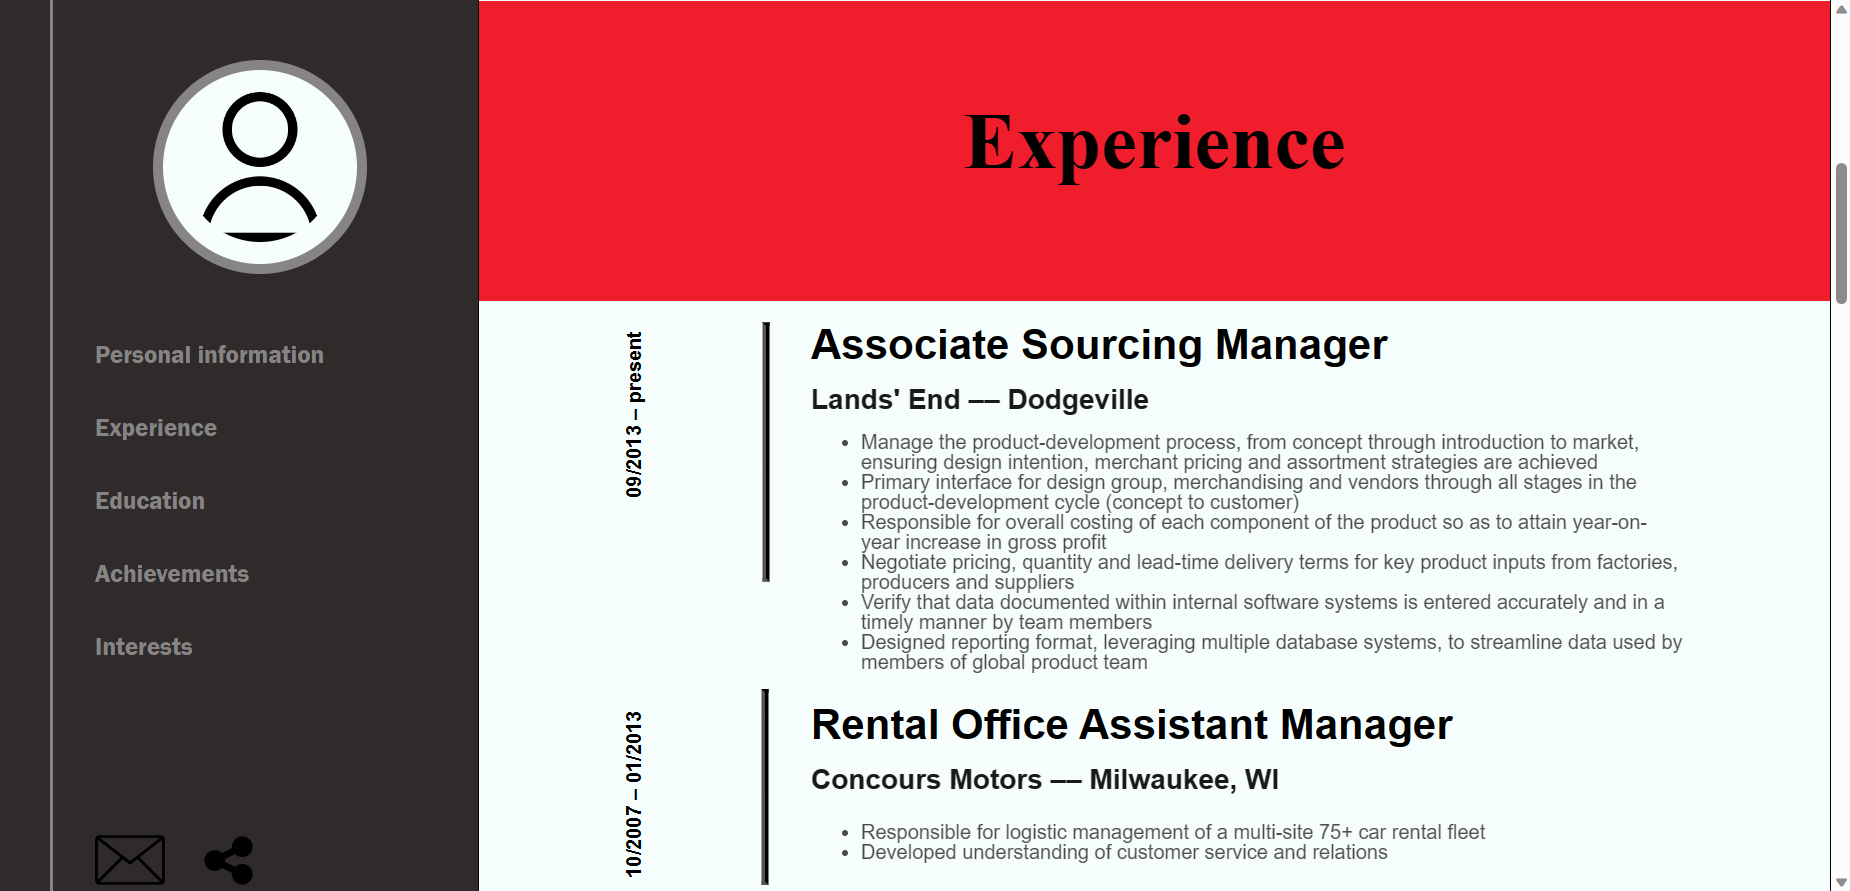 Personal information
Experience
Education
Achievements
Interests
Experience
09/2013 – present
Associate Sourcing Manager
Lands' End –– Dodgeville
• Manage the product-development process, from concept through introduction to market,
ensuring design intention, merchant pricing and assortment strategies are achieved
• Primary interface for design group, merchandising and vendors through all stages in the
product-development cycle (concept to customer)
• Responsible for overall costing of each component of the product so as to attain year-on-
year increase in gross profit
• Negotiate pricing, quantity and lead-time delivery terms for key product inputs from factories,
producers and suppliers
• Verify that data documented within internal software systems is entered accurately and in a
timely manner by team members
• Designed reporting format, leveraging multiple database systems, to streamline data used by
members of global product team
10/2007 – 01/2013
Rental Office Assistant Manager
Concours Motors –– Milwaukee, WI
• Responsible for logistic management of a multi-site 75+ car rental fleet
• Developed understanding of customer service and relations